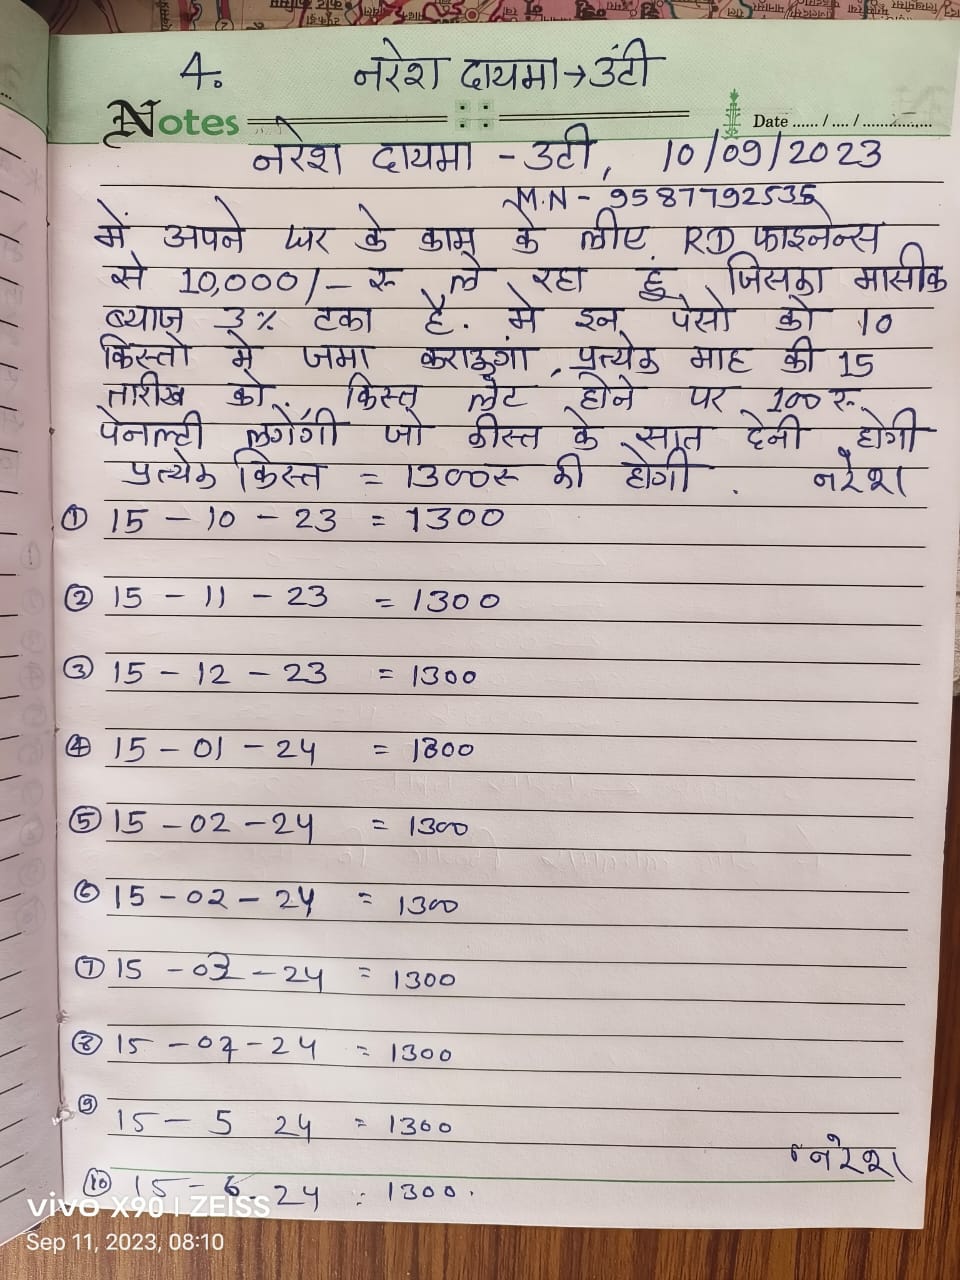 4. नरेश दायमा → उंटी
Notes
Date ...... / .... / ..............
नरेश दायमा - उटी, 10/09/2023
M.N - 9587792535
में अपने घर के काम के लीए RD फाइनेन्स
से 10,000/- रु ले रहा हूं जिसका मासीक
ब्याज 3% टका है. मे इन पेसो को 10
किस्तो मे जमा कराऊगां, प्रत्येक माह की 15
तारीख को. किस्त लेट होने पर 100 रु.
पेनल्टी लगेगी जो कीस्त के सात देनी होगी
प्रत्येक किस्त = 1300रु की होगी . नरेश
① 15 - 10 - 23 = 1300
② 15 - 11 - 23 = 1300
③ 15 - 12 - 23 = 1300
④ 15 - 01 - 24 = 1300
⑤ 15 - 02 - 24 = 1300
⑥ 15 - 02 - 24 = 1300
⑦ 15 - 03 - 24 = 1300
⑧ 15 - 04 - 24 = 1300
⑨ 15 - 5 24 = 1300
नरेश
⑩ 15 - 6 - 24 = 1300.
vivo X90 | ZEISS
Sep 11, 2023, 08:10